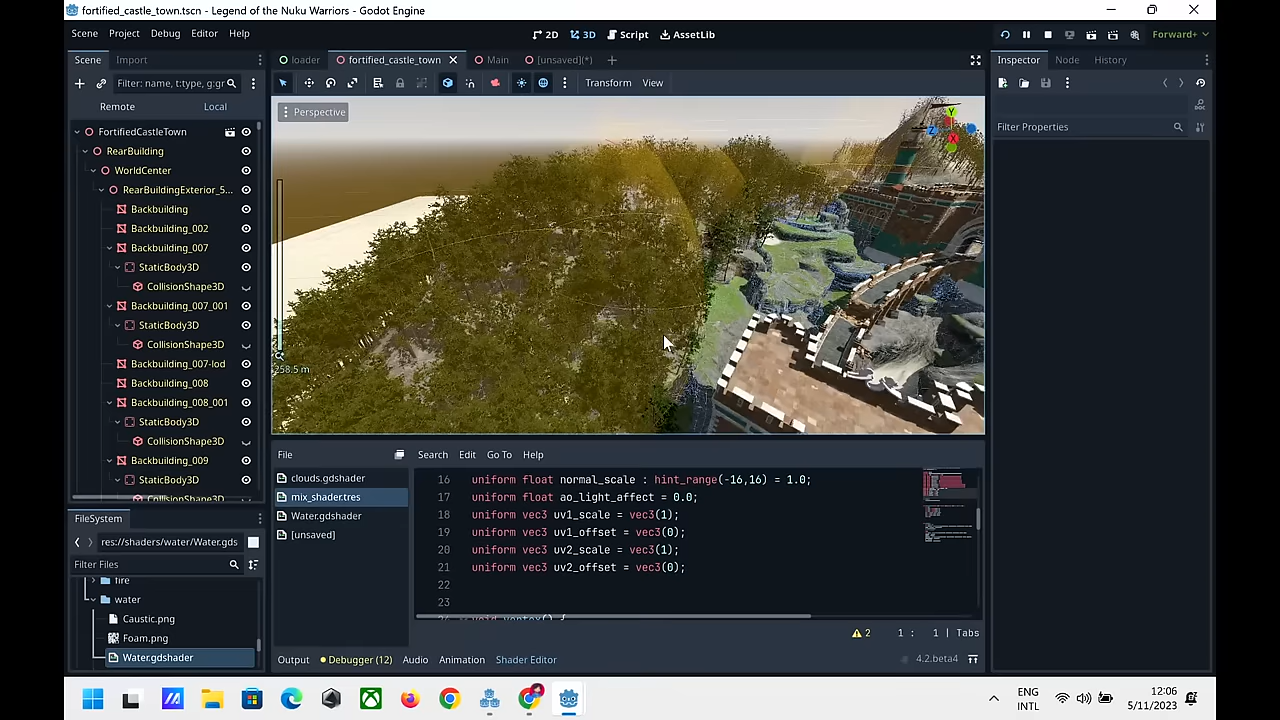 fortified_castle_town.tscn - Legend of the Nuku Warriors - Godot Engine
Scene Project Debug Editor Help
2D 3D Script AssetLib
Forward+
Scene Import
loader fortified_castle_town Main [unsaved](*)
Inspector Node History
Filter: name, t:type, g:gr
Transform View
Remote Local
Perspective
Filter Properties
FortifiedCastleTown
RearBuilding
WorldCenter
RearBuildingExterior_5...
Backbuilding
Backbuilding_002
Backbuilding_007
StaticBody3D
CollisionShape3D
Backbuilding_007_001
StaticBody3D
CollisionShape3D
Backbuilding_007-lod
Backbuilding_008
Backbuilding_008_001
StaticBody3D
CollisionShape3D
Backbuilding_009
StaticBody3D
CollisionShape3D
Y
Z
X
258.5 m
FileSystem
res://shaders/water/Water.gds
Filter Files
fire
water
Caustic.png
Foam.png
Water.gdshader
File
Search Edit Go To Help
clouds.gdshader
mix_shader.tres
Water.gdshader
[unsaved]
16 uniform float normal_scale : hint_range(-16,16) = 1.0;
17 uniform float ao_light_affect = 0.0;
18 uniform vec3 uv1_scale = vec3(1);
19 uniform vec3 uv1_offset = vec3(0);
20 uniform vec3 uv2_scale = vec3(1);
21 uniform vec3 uv2_offset = vec3(0);
22
23
24 void vertex() {
2 1 : 1 | Tabs
Output Debugger (12) Audio Animation Shader Editor
4.2.beta4
ENG
INTL
12:06
5/11/2023